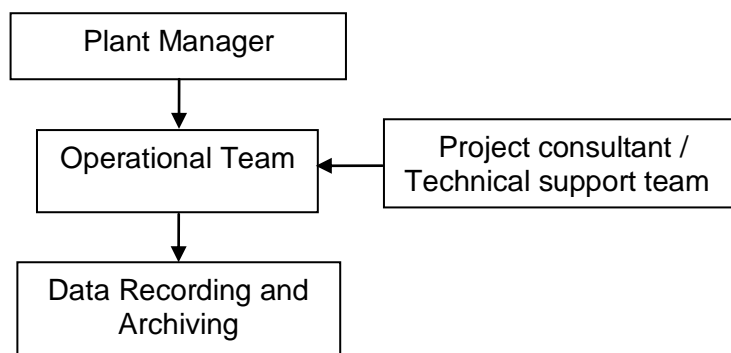 Plant Manager
Operational Team
Project consultant /
Technical support team
Data Recording and
Archiving